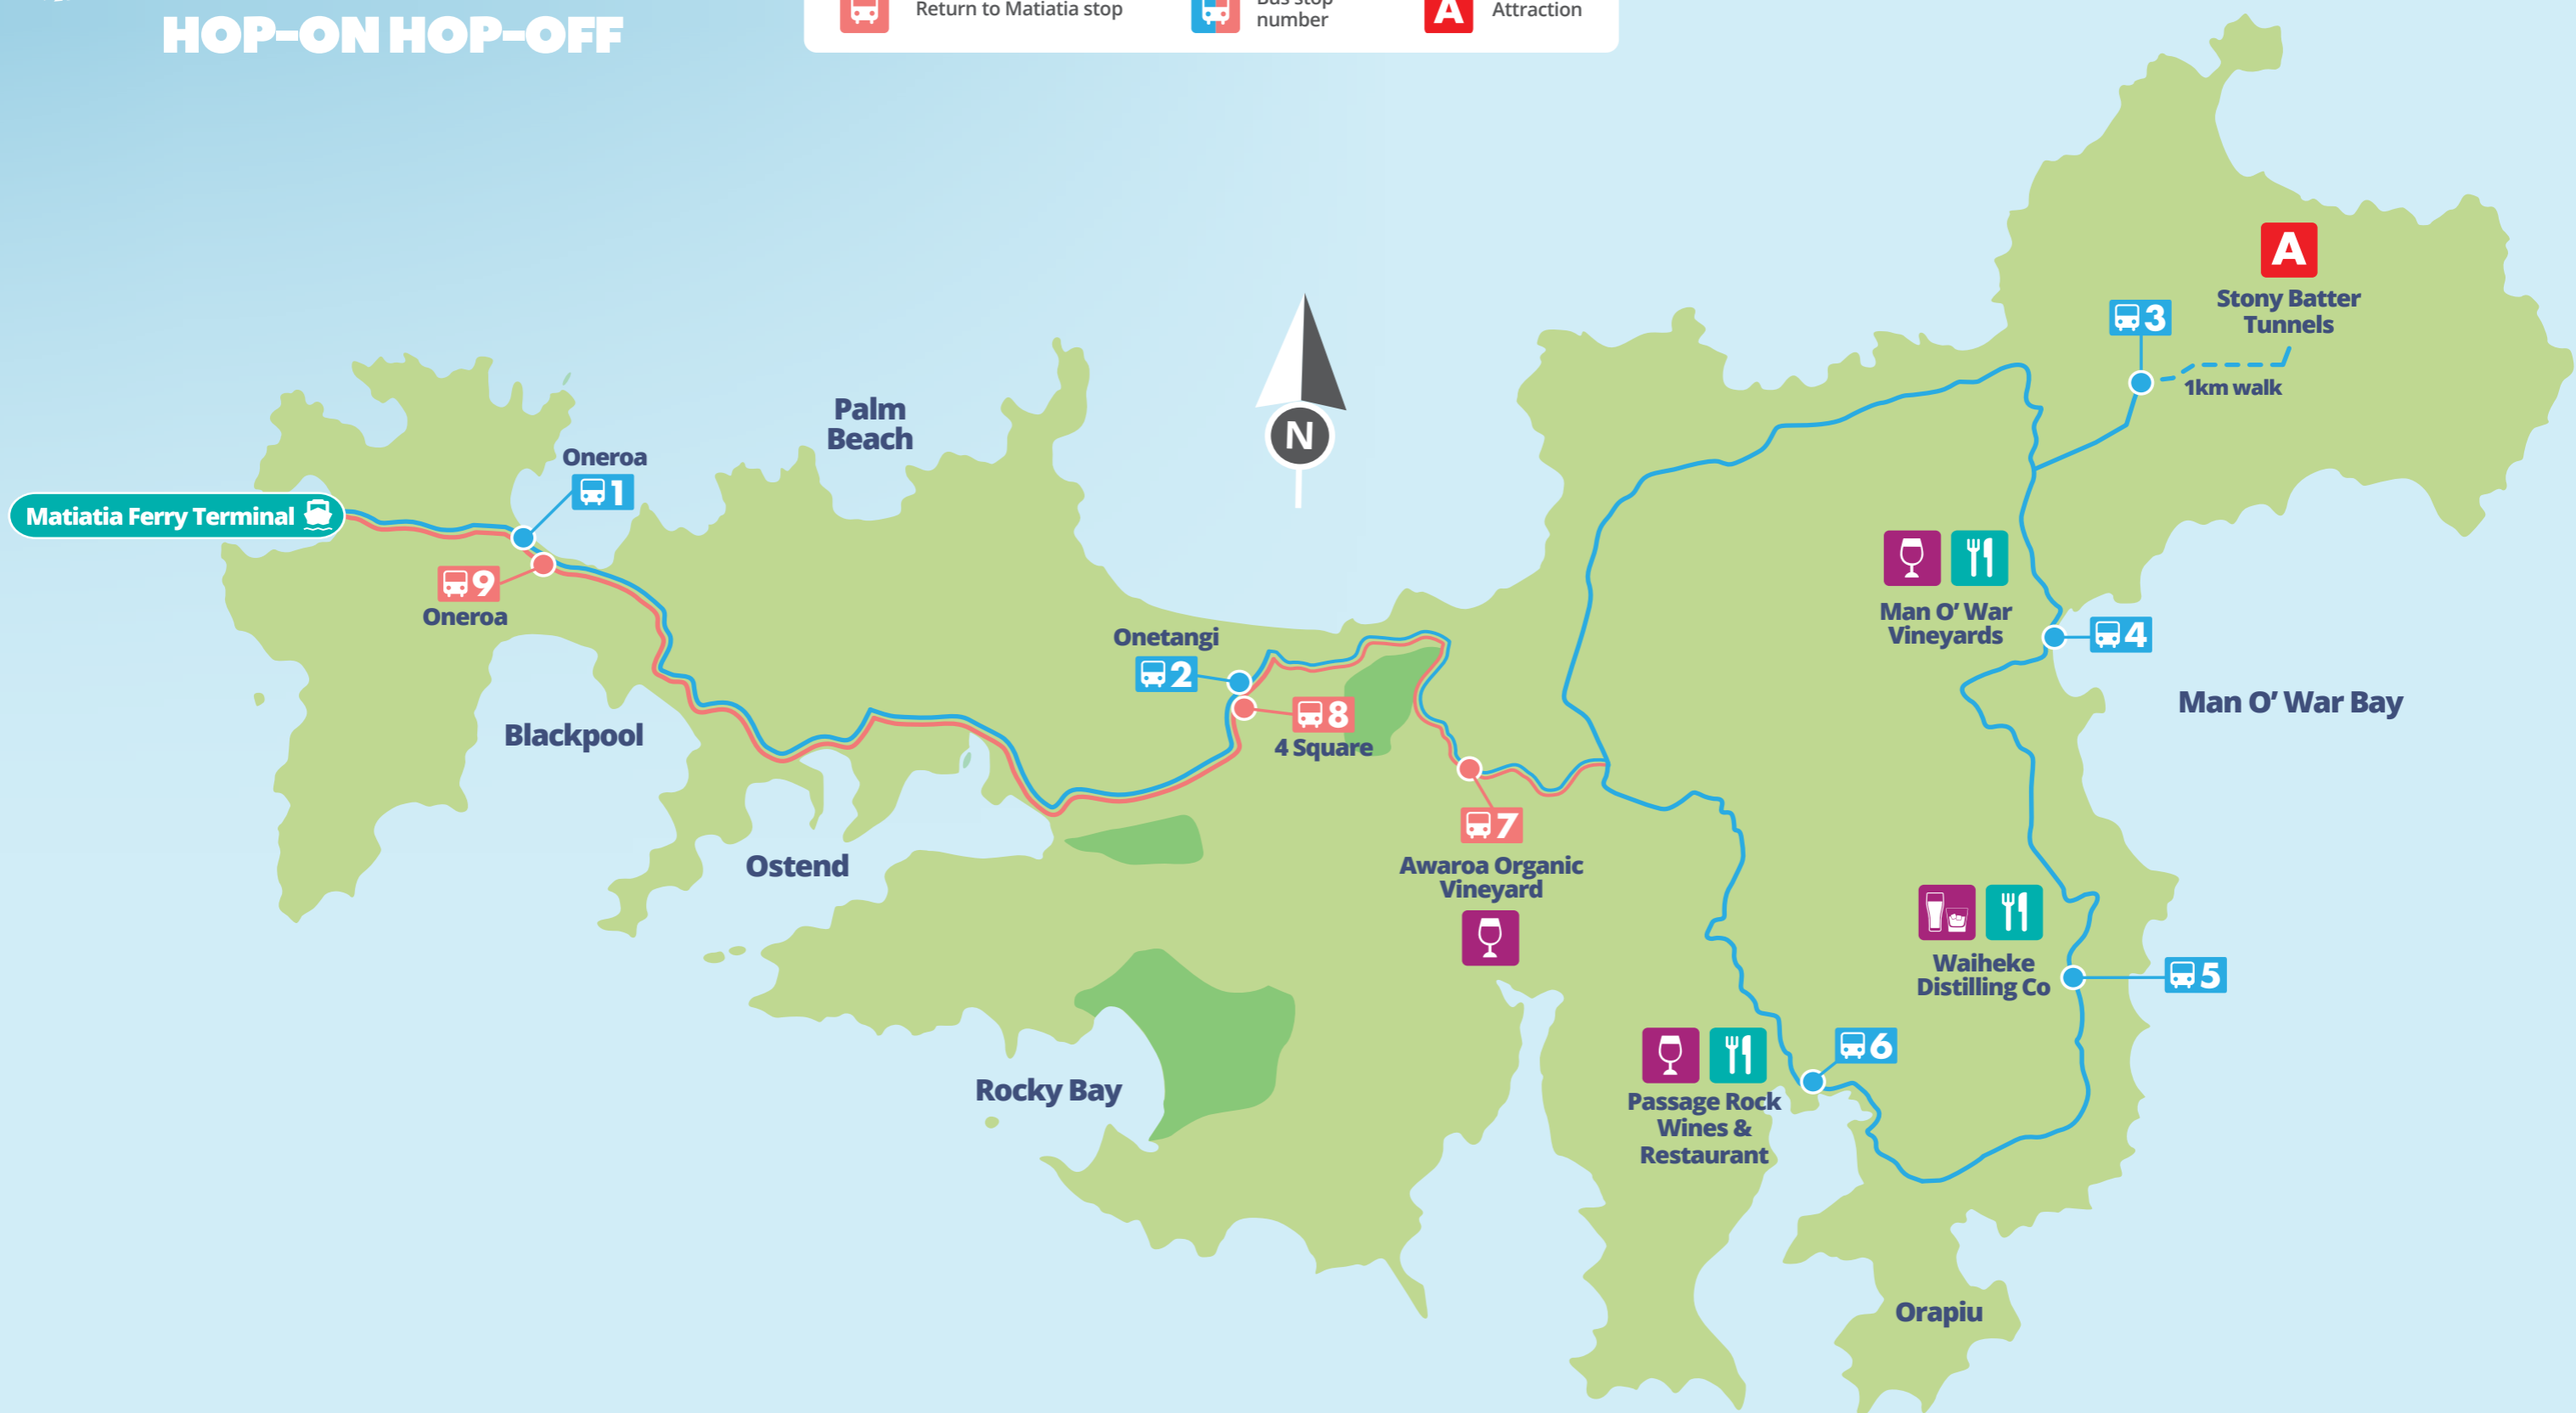 HOP-ON HOP-OFF
Return to Matiatia stop
Bus stop
number
A
Attraction
A
Stony Batter
Tunnels
3
1km walk
Palm
Beach
N
Oneroa
1
Matiatia Ferry Terminal
9
Oneroa
Man O' War
Vineyards
4
Onetangi
2
8
4 Square
Man O' War Bay
Blackpool
7
Awaroa Organic
Vineyard
Ostend
Waiheke
Distilling Co
5
6
Passage Rock
Wines &
Restaurant
Rocky Bay
Orapiu